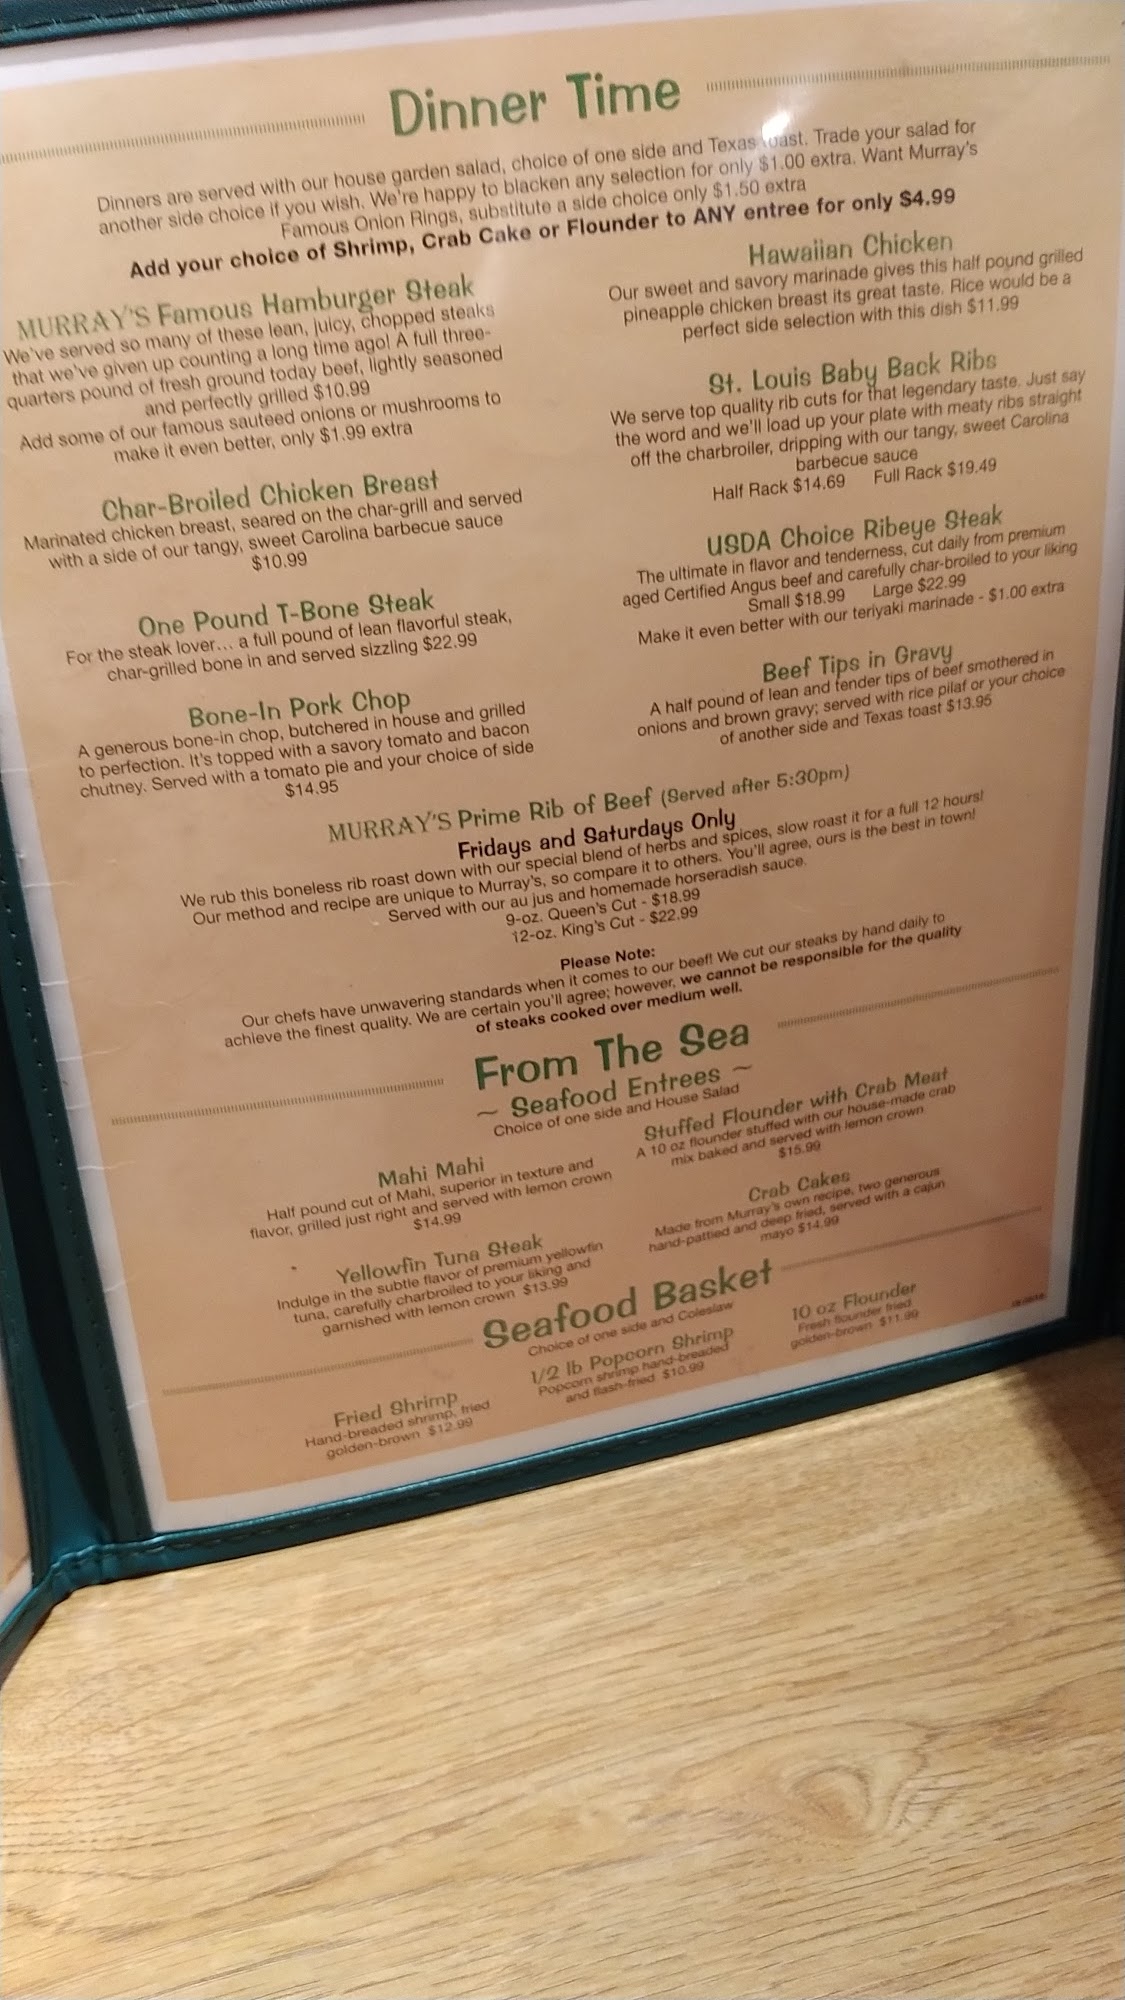 Dinner Time
Dinners are served with our house garden salad, choice of one side and Texas toast. Trade your salad for
another side choice if you wish. We're happy to blacken any selection for only $1.00 extra. Want Murray's
Famous Onion Rings, substitute a side choice only $1.50 extra
Add your choice of Shrimp, Crab Cake or Flounder to ANY entree for only $4.99
MURRAY'S Famous Hamburger Steak
We've served so many of these lean, juicy, chopped steaks
that we've given up counting a long time ago! A full three-
quarters pound of fresh ground today beef, lightly seasoned
and perfectly grilled $10.99
Add some of our famous sauteed onions or mushrooms to
make it even better, only $1.99 extra
Char-Broiled Chicken Breast
Marinated chicken breast, seared on the char-grill and served
with a side of our tangy, sweet Carolina barbecue sauce
$10.99
One Pound T-Bone Steak
For the steak lover... a full pound of lean flavorful steak,
char-grilled bone in and served sizzling $22.99
Bone-In Pork Chop
A generous bone-in chop, butchered in house and grilled
to perfection. It's topped with a savory tomato and bacon
chutney. Served with a tomato pie and your choice of side
$14.95
Hawaiian Chicken
Our sweet and savory marinade gives this half pound grilled
pineapple chicken breast its great taste. Rice would be a
perfect side selection with this dish $11.99
St. Louis Baby Back Ribs
We serve top quality rib cuts for that legendary taste. Just say
the word and we'll load up your plate with meaty ribs straight
off the charbroiler, dripping with our tangy, sweet Carolina
barbecue sauce
Half Rack $14.69 Full Rack $19.49
USDA Choice Ribeye Steak
The ultimate in flavor and tenderness, cut daily from premium
aged Certified Angus beef and carefully char-broiled to your liking
Small $18.99 Large $22.99
Make it even better with our teriyaki marinade - $1.00 extra
Beef Tips in Gravy
A half pound of lean and tender tips of beef smothered in
onions and brown gravy; served with rice pilaf or your choice
of another side and Texas toast $13.95
MURRAY'S Prime Rib of Beef (Served after 5:30pm)
Fridays and Saturdays Only
We rub this boneless rib roast down with our special blend of herbs and spices, slow roast it for a full 12 hours!
Our method and recipe are unique to Murray's, so compare it to others. You'll agree, ours is the best in town!
Served with our au jus and homemade horseradish sauce.
9-oz. Queen's Cut - $18.99
12-oz. King's Cut - $22.99
Please Note:
Our chefs have unwavering standards when it comes to our beef! We cut our steaks by hand daily to
achieve the finest quality. We are certain you'll agree; however, we cannot be responsible for the quality
of steaks cooked over medium well.
From The Sea
~ Seafood Entrees ~
Choice of one side and House Salad
Mahi Mahi
Half pound cut of Mahi, superior in texture and
flavor, grilled just right and served with lemon crown
$14.99
Yellowfin Tuna Steak
Indulge in the subtle flavor of premium yellowfin
tuna, carefully charbroiled to your liking and
garnished with lemon crown $13.99
Stuffed Flounder with Crab Meat
A 10 oz flounder stuffed with our house-made crab
mix baked and served with lemon crown
$15.99
Crab Cakes
Made from Murray's own recipe, two generous
hand-pattied and deep fried, served with a cajun
mayo $14.99
Seafood Basket
Choice of one side and Coleslaw
Fried Shrimp
Hand-breaded shrimp, fried
golden-brown $12.99
1/2 lb Popcorn Shrimp
Popcorn shrimp hand-breaded
and flash-fried $10.99
10 oz Flounder
Fresh flounder fried
golden-brown $11.99